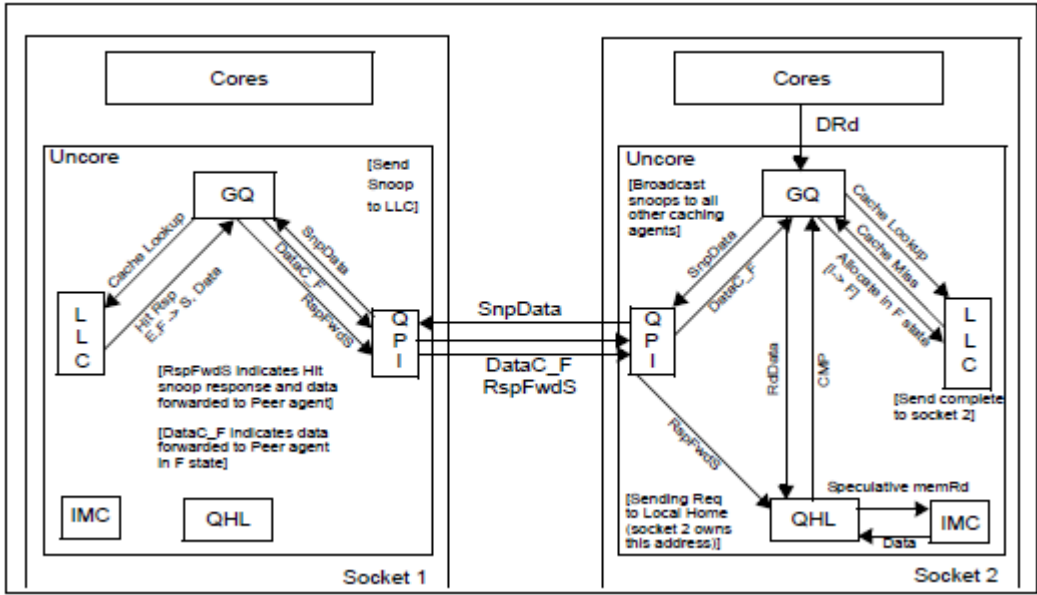 Cores
Uncore
[Send
Snoop
to LLC]
GQ
Cache Lookup
Hit Rsp
E,F -> S, Data
SnpData
DataC_F
RspFwdS
L
L
C
Q
P
I
[RspFwdS indicates Hit
snoop response and data
forwarded to Peer agent]
[DataC_F indicates data
forwarded to Peer agent
in F state]
IMC
QHL
Socket 1
SnpData
DataC_F
RspFwdS
Cores
DRd
Uncore
[Broadcast
snoops to all
other caching
agents]
GQ
SnpData
DataC_F
Cache Lookup
Cache Miss
Allocate in F state
[I-> F]
Q
P
I
L
L
C
RdData
CMP
[Send complete
to socket 2]
RspFwdS
[Sending Req
to Local Home
(socket 2 owns
this address)]
Speculative memRd
QHL
IMC
Data
Socket 2